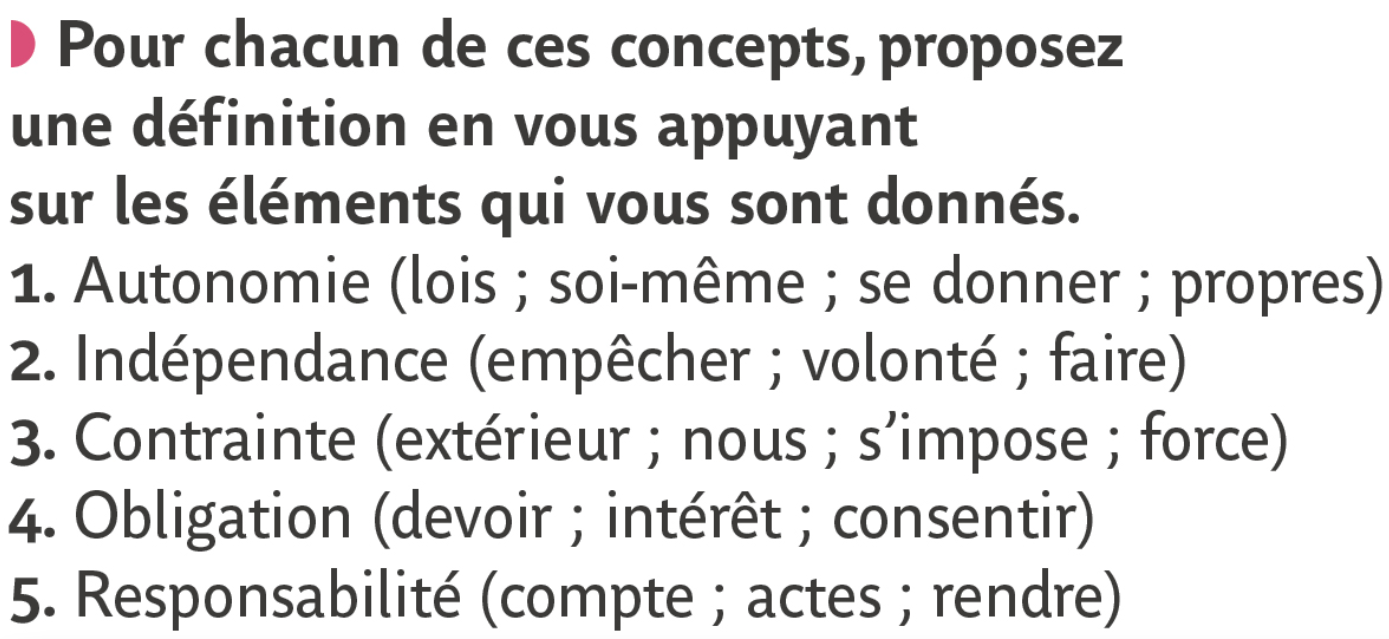 Pour chacun de ces concepts, proposez
une définition en vous appuyant
sur les éléments qui vous sont donnés.
1. Autonomie (lois ; soi-même ; se donner ; propres)
2. Indépendance (empêcher ; volonté ; faire)
3. Contrainte (extérieur ; nous ; s’impose ; force)
4. Obligation (devoir ; intérêt ; consentir)
5. Responsabilité (compte ; actes ; rendre)